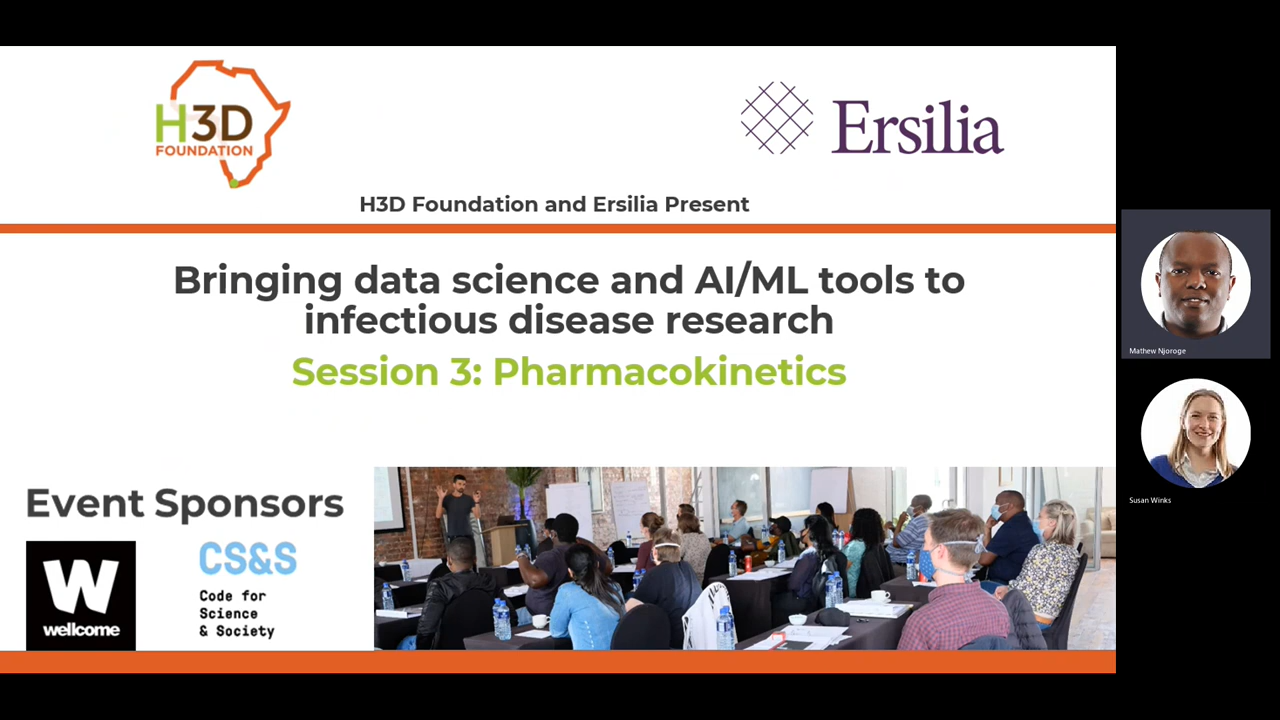 H3D
FOUNDATION
Ersilia
H3D Foundation and Ersilia Present
Bringing data science and AI/ML tools to
infectious disease research
Session 3: Pharmacokinetics
Event Sponsors
W
wellcome
CS&S
Code for
Science
& Society
Mathew Njoroge
Susan Winks